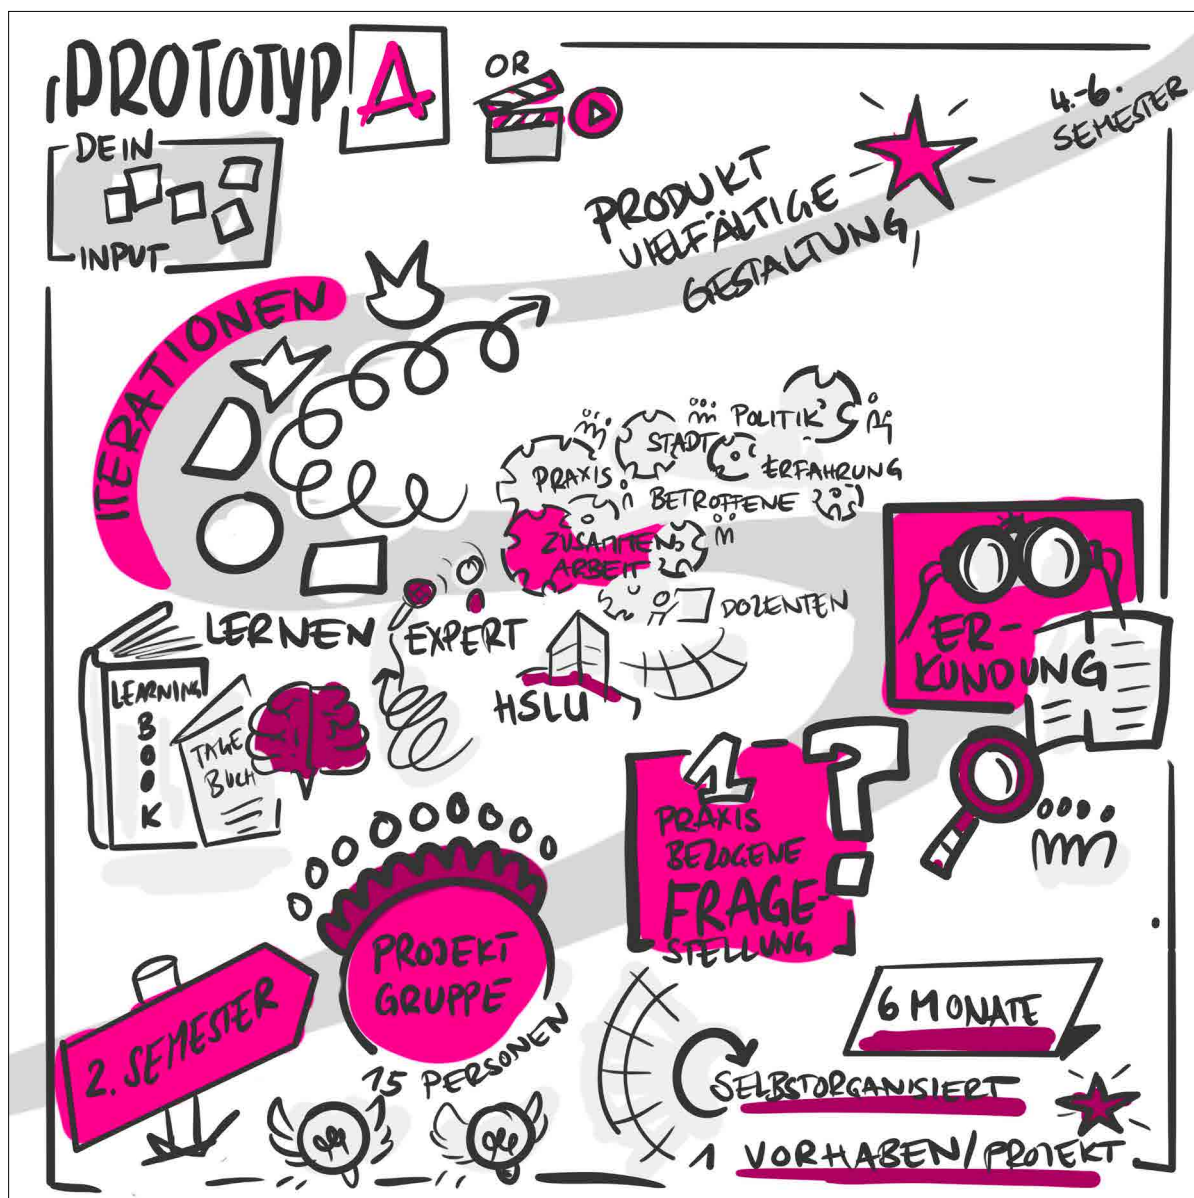 PROTOTYP A
OR
DEIN
INPUT
4.-6.
SEMESTER
PRODUKT
VIELFÄLTIGE
GESTALTUNG
ITERATIONEN
POLITIK
STADT
PRAXIS
ERFAHRUNG
BETROFFENE
ZUSAMMEN
ARBEIT
DOZENTEN
LERNEN
EXPERT
HSLU
ER-
KUNDUNG
LEARNING
BOOK
TAGE
BUCH
1
PRAXIS
BEZOGENE
FRAGE-
STELLUNG
?
PROJEKT
GRUPPE
15 PERSONEN
2. SEMESTER
6 MONATE
SELBSTORGANISIERT
1 VORHABEN/PROJEKT